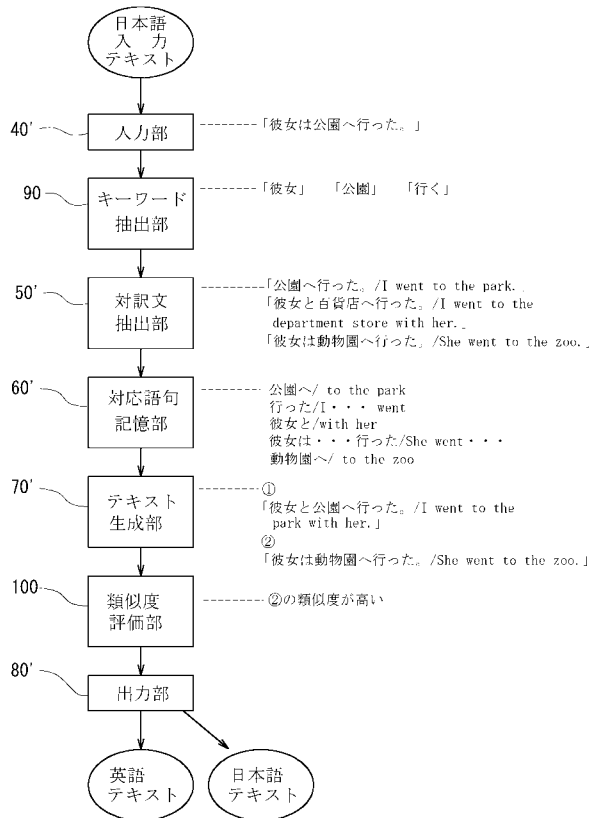 日本語
入 力
テキスト
40'
入力部
「彼女は公園へ行った。」
90
キーワード
抽出部
「彼女」 「公園」 「行く」
50'
対訳文
抽出部
「公園へ行った。/I went to the park.」
「彼女と百貨店へ行った。/I went to the
department store with her.」
「彼女は動物園へ行った。/She went to the zoo.」
60'
対応語句
記憶部
公園へ/ to the park
行った/I・・・ went
彼女と/with her
彼女は・・・行った/She went・・・
動物園へ/ to the zoo
70'
テキスト
生成部
①
「彼女と公園へ行った。/I went to the
park with her.」
②
「彼女は動物園へ行った。/She went to the zoo.」
100
類似度
評価部
②の類似度が高い
80'
出力部
英語
テキスト
日本語
テキスト